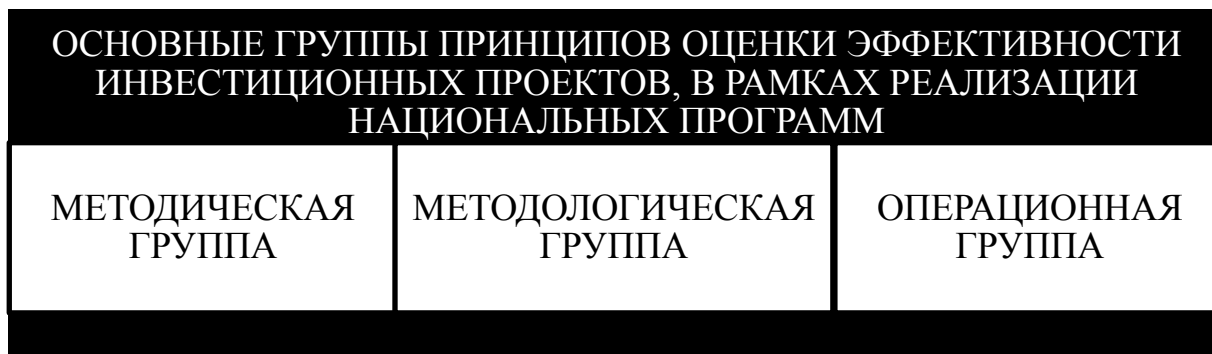 ОСНОВНЫЕ ГРУППЫ ПРИНЦИПОВ ОЦЕНКИ ЭФФЕКТИВНОСТИ
ИНВЕСТИЦИОННЫХ ПРОЕКТОВ, В РАМКАХ РЕАЛИЗАЦИИ
НАЦИОНАЛЬНЫХ ПРОГРАММ
МЕТОДИЧЕСКАЯ
ГРУППА
МЕТОДОЛОГИЧЕСКАЯ
ГРУППА
ОПЕРАЦИОННАЯ
ГРУППА